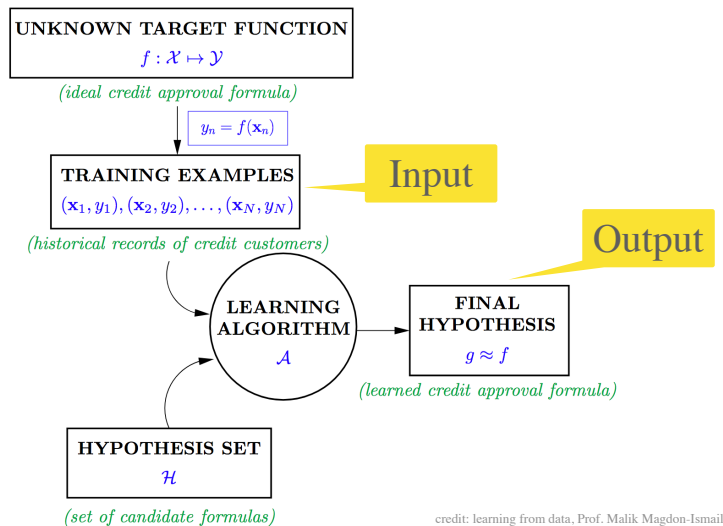 UNKNOWN TARGET FUNCTION
f : 𝒳 ↦ 𝒴
(ideal credit approval formula)
yₙ = f(𝐱ₙ)
TRAINING EXAMPLES
(𝐱₁, y₁), (𝐱₂, y₂), . . . , (𝐱_N, y_N)
(historical records of credit customers)
Input
Output
LEARNING
ALGORITHM
𝒜
FINAL
HYPOTHESIS
g ≈ f
(learned credit approval formula)
HYPOTHESIS SET
ℋ
(set of candidate formulas)
credit: learning from data, Prof. Malik Magdon-Ismail